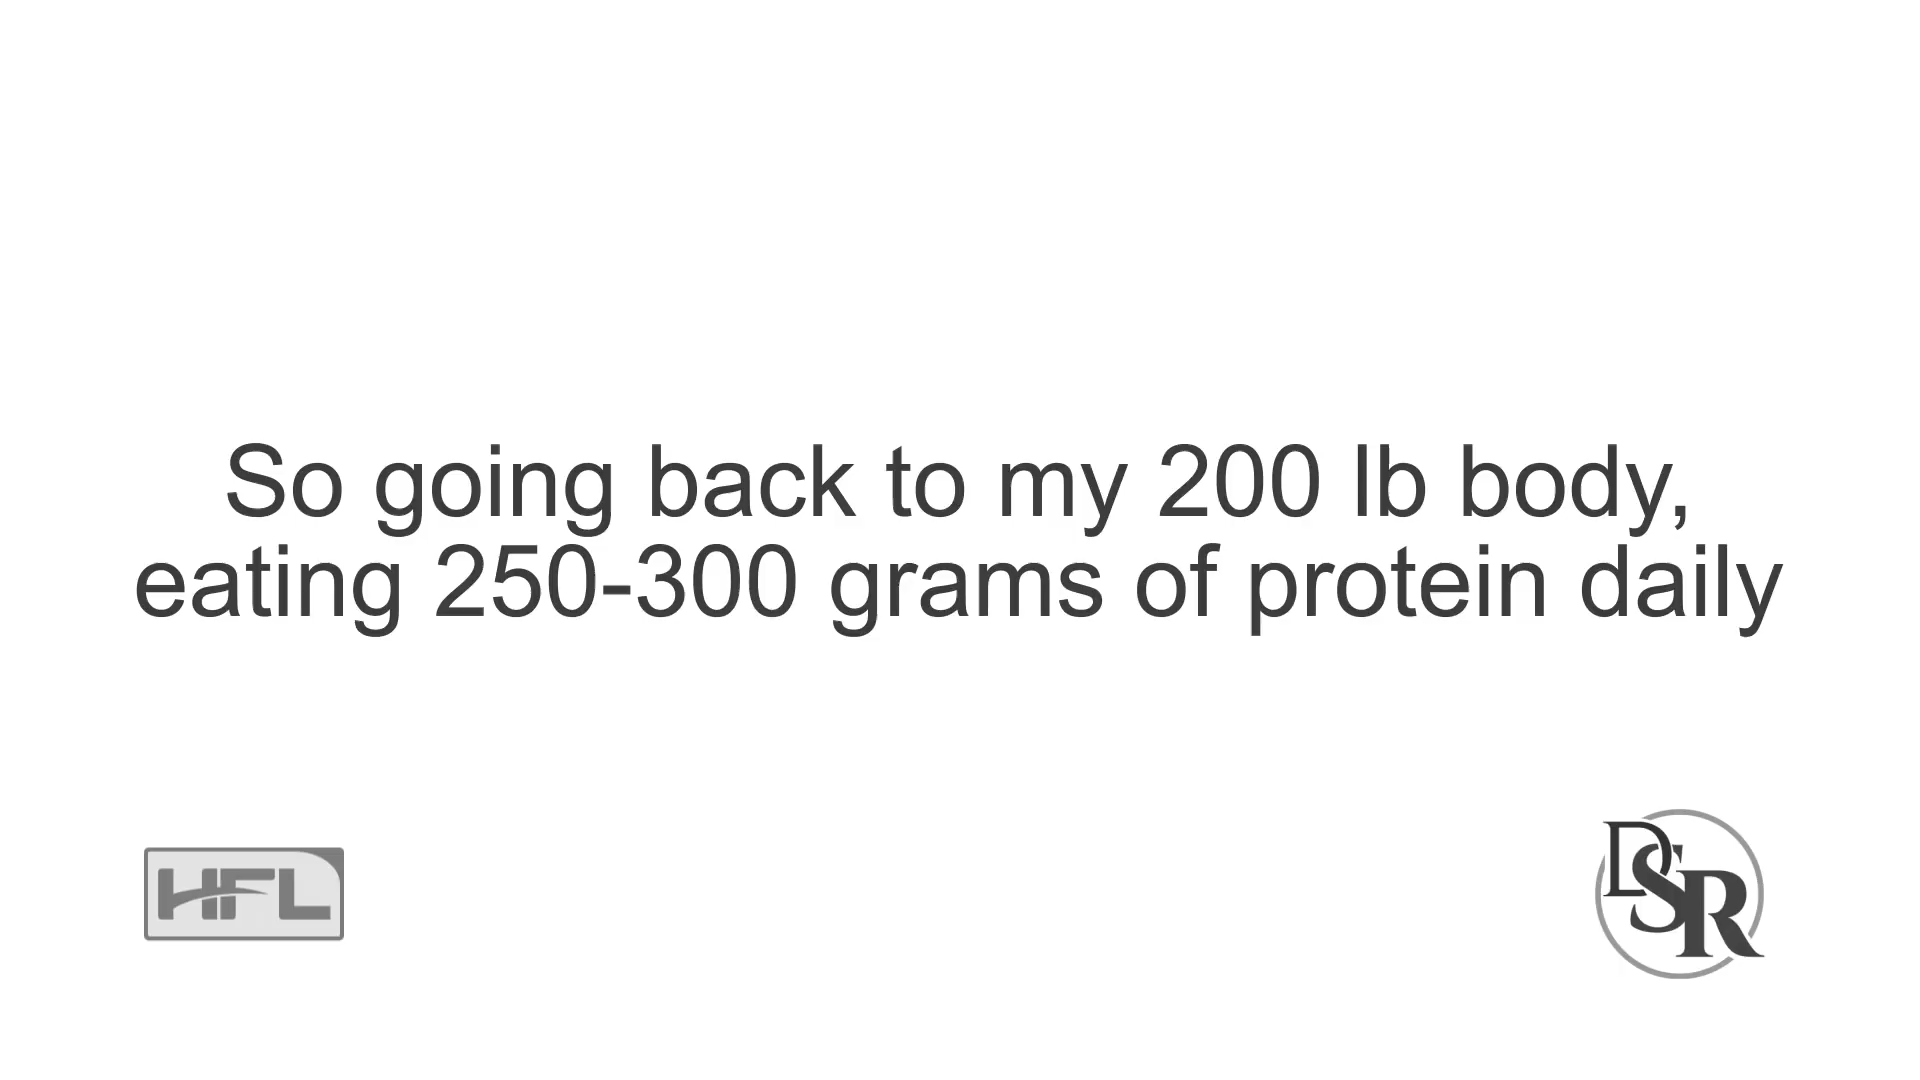 So going back to my 200 lb body,
eating 250-300 grams of protein daily
HFL
DSR